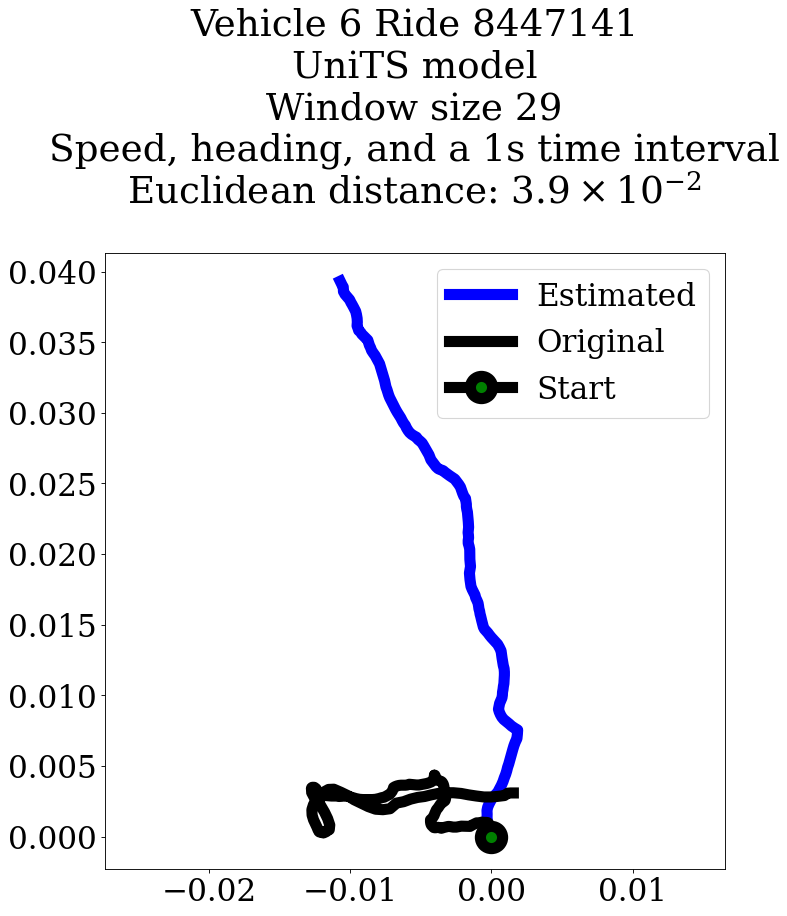 Vehicle 6 Ride 8447141
UniTS model
Window size 29
Speed, heading, and a 1s time interval
Euclidean distance: 3.9 × 10⁻²
0.040
0.035
0.030
0.025
0.020
0.015
0.010
0.005
0.000
Estimated
Original
Start
−0.02
−0.01
0.00
0.01